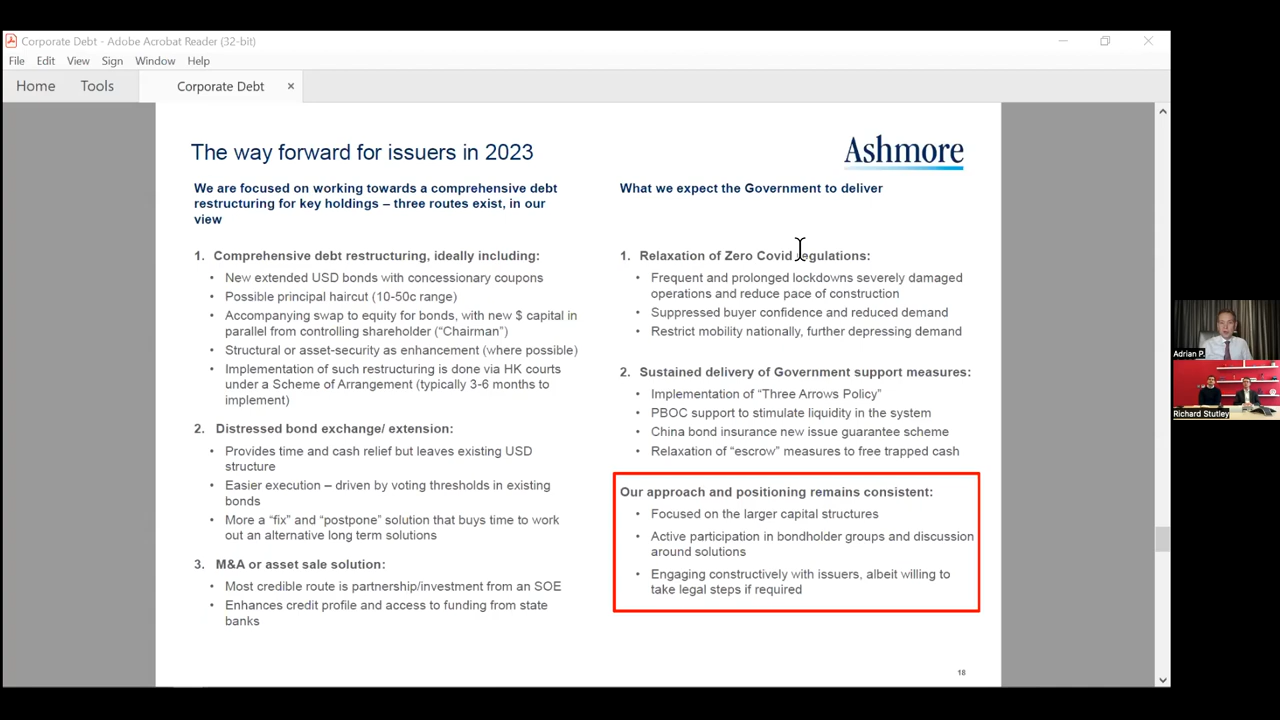 Corporate Debt - Adobe Acrobat Reader (32-bit)
File Edit View Sign Window Help
Home Tools Corporate Debt ×
The way forward for issuers in 2023
Ashmore
We are focused on working towards a comprehensive debt
restructuring for key holdings – three routes exist, in our
view
1. Comprehensive debt restructuring, ideally including:
• New extended USD bonds with concessionary coupons
• Possible principal haircut (10-50c range)
• Accompanying swap to equity for bonds, with new $ capital in
parallel from controlling shareholder (“Chairman”)
• Structural or asset-security as enhancement (where possible)
• Implementation of such restructuring is done via HK courts
under a Scheme of Arrangement (typically 3-6 months to
implement)
2. Distressed bond exchange/ extension:
• Provides time and cash relief but leaves existing USD
structure
• Easier execution – driven by voting thresholds in existing
bonds
• More a “fix” and “postpone” solution that buys time to work
out an alternative long term solutions
3. M&A or asset sale solution:
• Most credible route is partnership/investment from an SOE
• Enhances credit profile and access to funding from state
banks
What we expect the Government to deliver
1. Relaxation of Zero Covid regulations:
• Frequent and prolonged lockdowns severely damaged
operations and reduce pace of construction
• Suppressed buyer confidence and reduced demand
• Restrict mobility nationally, further depressing demand
2. Sustained delivery of Government support measures:
• Implementation of “Three Arrows Policy”
• PBOC support to stimulate liquidity in the system
• China bond insurance new issue guarantee scheme
• Relaxation of “escrow” measures to free trapped cash
Our approach and positioning remains consistent:
• Focused on the larger capital structures
• Active participation in bondholder groups and discussion
around solutions
• Engaging constructively with issuers, albeit willing to
take legal steps if required
18
Adrian P.
Richard Stutley